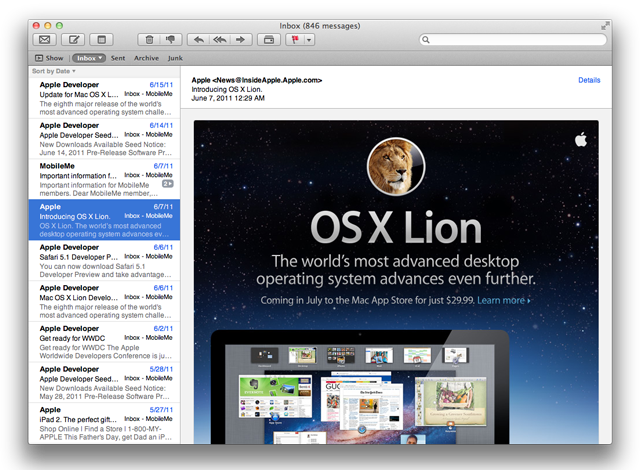 Inbox (846 messages)
Show Inbox Sent Archive Junk
Sort by Date
Apple Developer 6/15/11
Update for Mac OS X L... Inbox - MobileMe
The eighth major release of the world's
most advanced operating system challe...
Apple Developer 6/14/11
Apple Developer Seed... Inbox - MobileMe
New Downloads Available Seed Notice:
June 14, 2011 Pre-Release Software Pr...
MobileMe 6/7/11
Important information f... Inbox - MobileMe
Important information for MobileMe
members. Dear MobileMe member,...
2
Apple 6/7/11
Introducing OS X Lion. Inbox - MobileMe
OS X Lion. The world's most advanced
desktop operating system advances ev...
Apple Developer 6/6/11
Safari 5.1 Developer P... Inbox - MobileMe
You can now download Safari 5.1
Developer Preview and take advantage...
Apple Developer 6/6/11
Mac OS X Lion Develo... Inbox - MobileMe
The eighth major release of the world's
most advanced operating system challe...
Apple Developer 6/2/11
Get ready for WWDC Inbox - MobileMe
Get ready for WWDC The Apple
Worldwide Developers Conference is ju...
Apple Developer 5/28/11
Apple Developer Seed... Inbox - MobileMe
New Downloads Available Seed Notice:
May 28, 2011 Pre-Release Software Pr...
Apple 5/27/11
iPad 2. The perfect gift... Inbox - MobileMe
Shop Online | Find a Store | 1-800-MY-
APPLE This Father's Day, get Dad an iP...
Apple <News@InsideApple.Apple.com> Details
Introducing OS X Lion.
June 7, 2011 12:29 AM
OS X Lion
The world's most advanced desktop
operating system advances even further.
Coming in July to the Mac App Store for just $29.99. Learn more